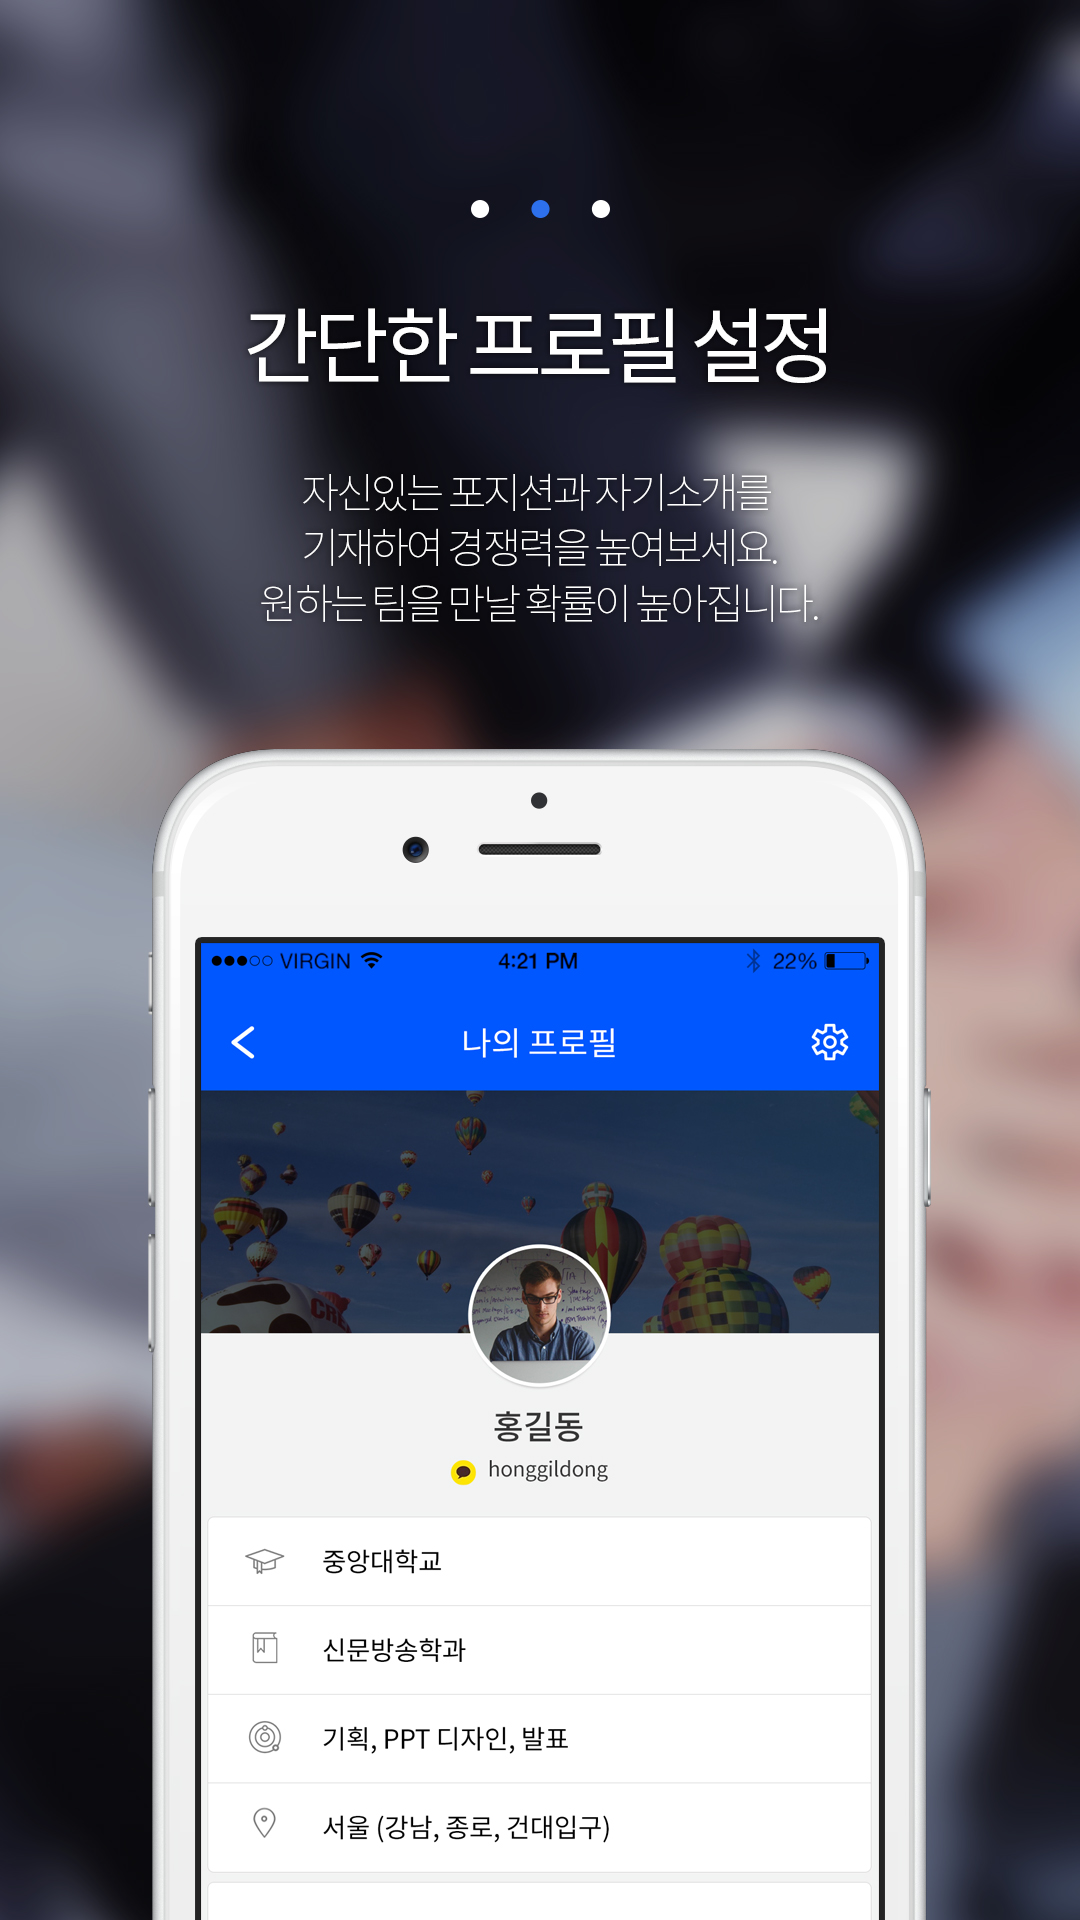 간단한 프로필 설정
자신있는 포지션과 자기소개를
기재하여 경쟁력을 높여보세요.
원하는 팀을 만날 확률이 높아집니다.
VIRGIN 4:21 PM 22%
나의 프로필
홍길동
honggildong
중앙대학교
신문방송학과
기획, PPT 디자인, 발표
서울 (강남, 종로, 건대입구)